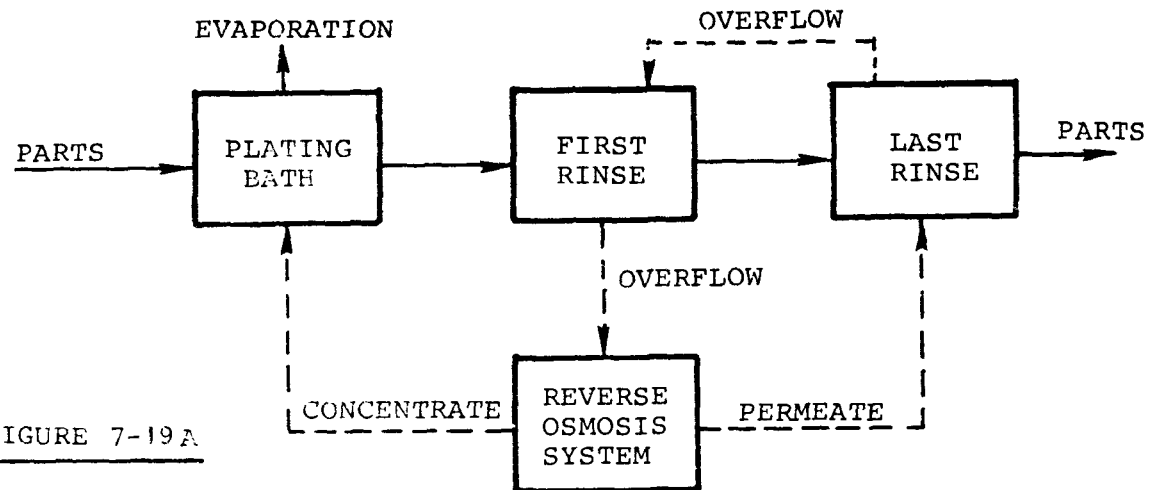 OVERFLOW
EVAPORATION
PARTS
PLATING
BATH
FIRST
RINSE
LAST
RINSE
PARTS
OVERFLOW
CONCENTRATE
REVERSE
OSMOSIS
SYSTEM
PERMEATE
IGURE 7-19A